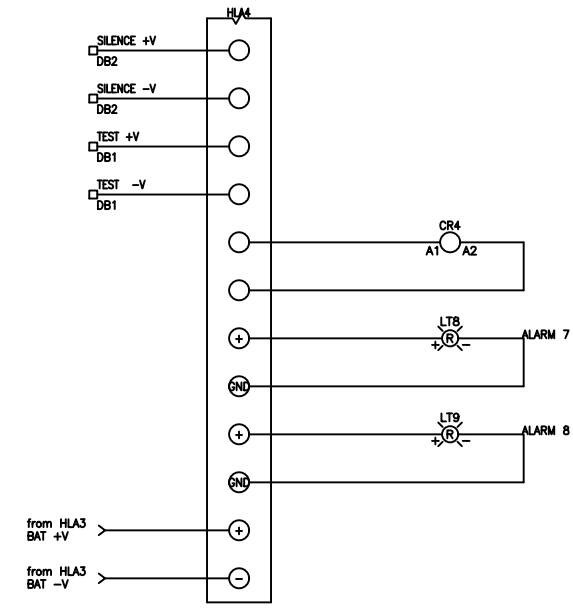 HLA4
SILENCE +V
DB2
SILENCE -V
DB2
TEST +V
DB1
TEST -V
DB1
CR4
A1 A2
LT8
+ R + - ALARM 7
GND
LT9
+ R + - ALARM 8
GND
from HLA3
BAT +V
+
from HLA3
BAT -V
-